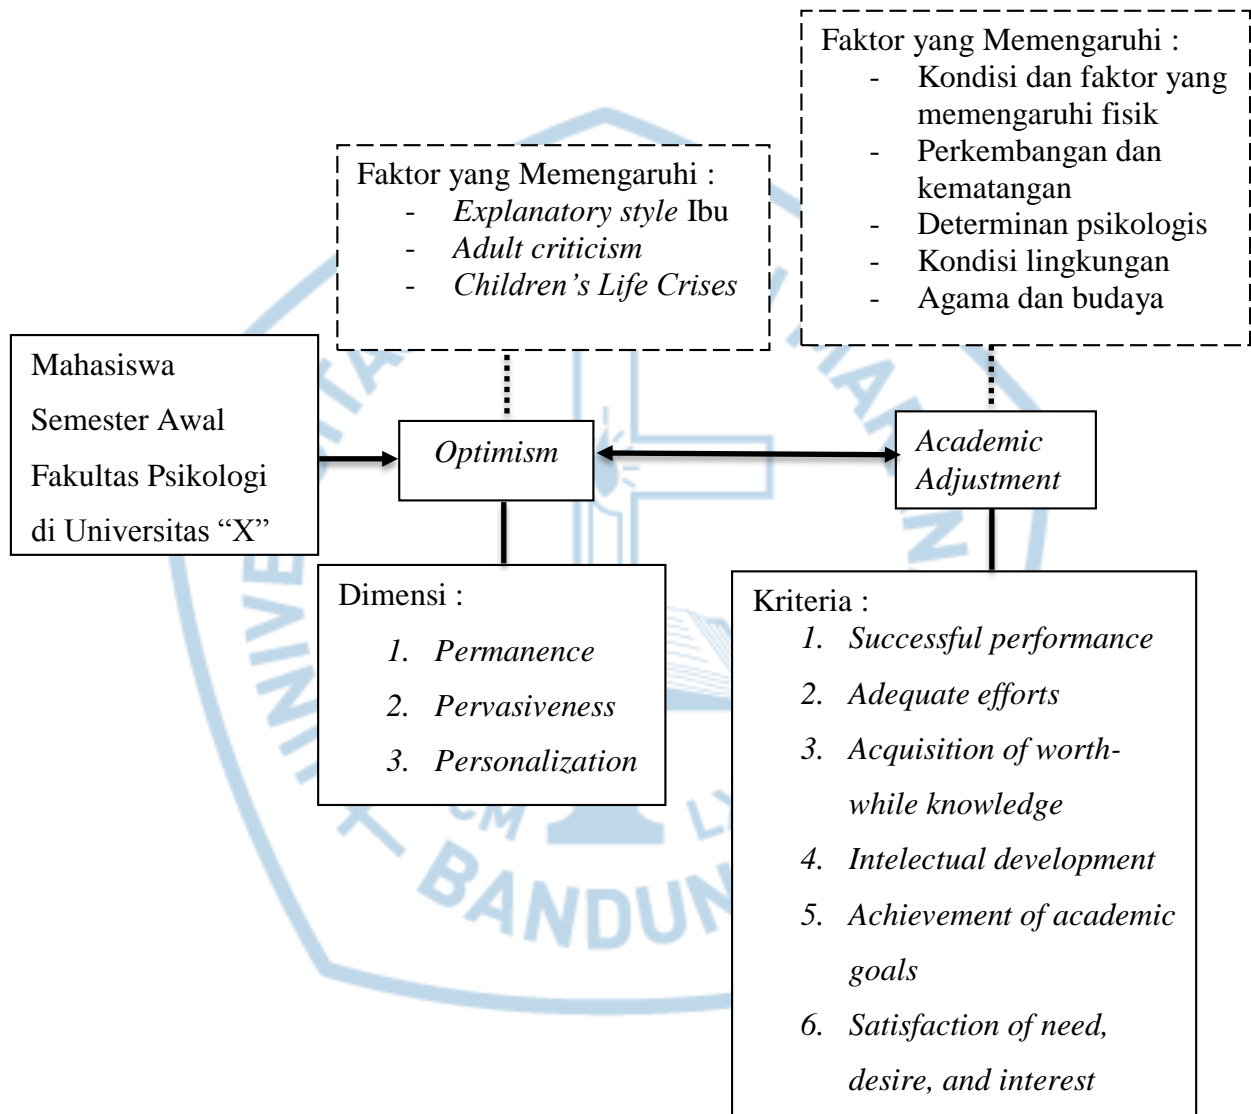 Faktor yang Memengaruhi :
- Kondisi dan faktor yang
memengaruhi fisik
- Perkembangan dan
kematangan
- Determinan psikologis
- Kondisi lingkungan
- Agama dan budaya
Faktor yang Memengaruhi :
- Explanatory style Ibu
- Adult criticism
- Children’s Life Crises
Mahasiswa
Semester Awal
Fakultas Psikologi
di Universitas “X”
Optimism
Academic
Adjustment
Dimensi :
1. Permanence
2. Pervasiveness
3. Personalization
Kriteria :
1. Successful performance
2. Adequate efforts
3. Acquisition of worth-
while knowledge
4. Intelectual development
5. Achievement of academic
goals
6. Satisfaction of need,
desire, and interest